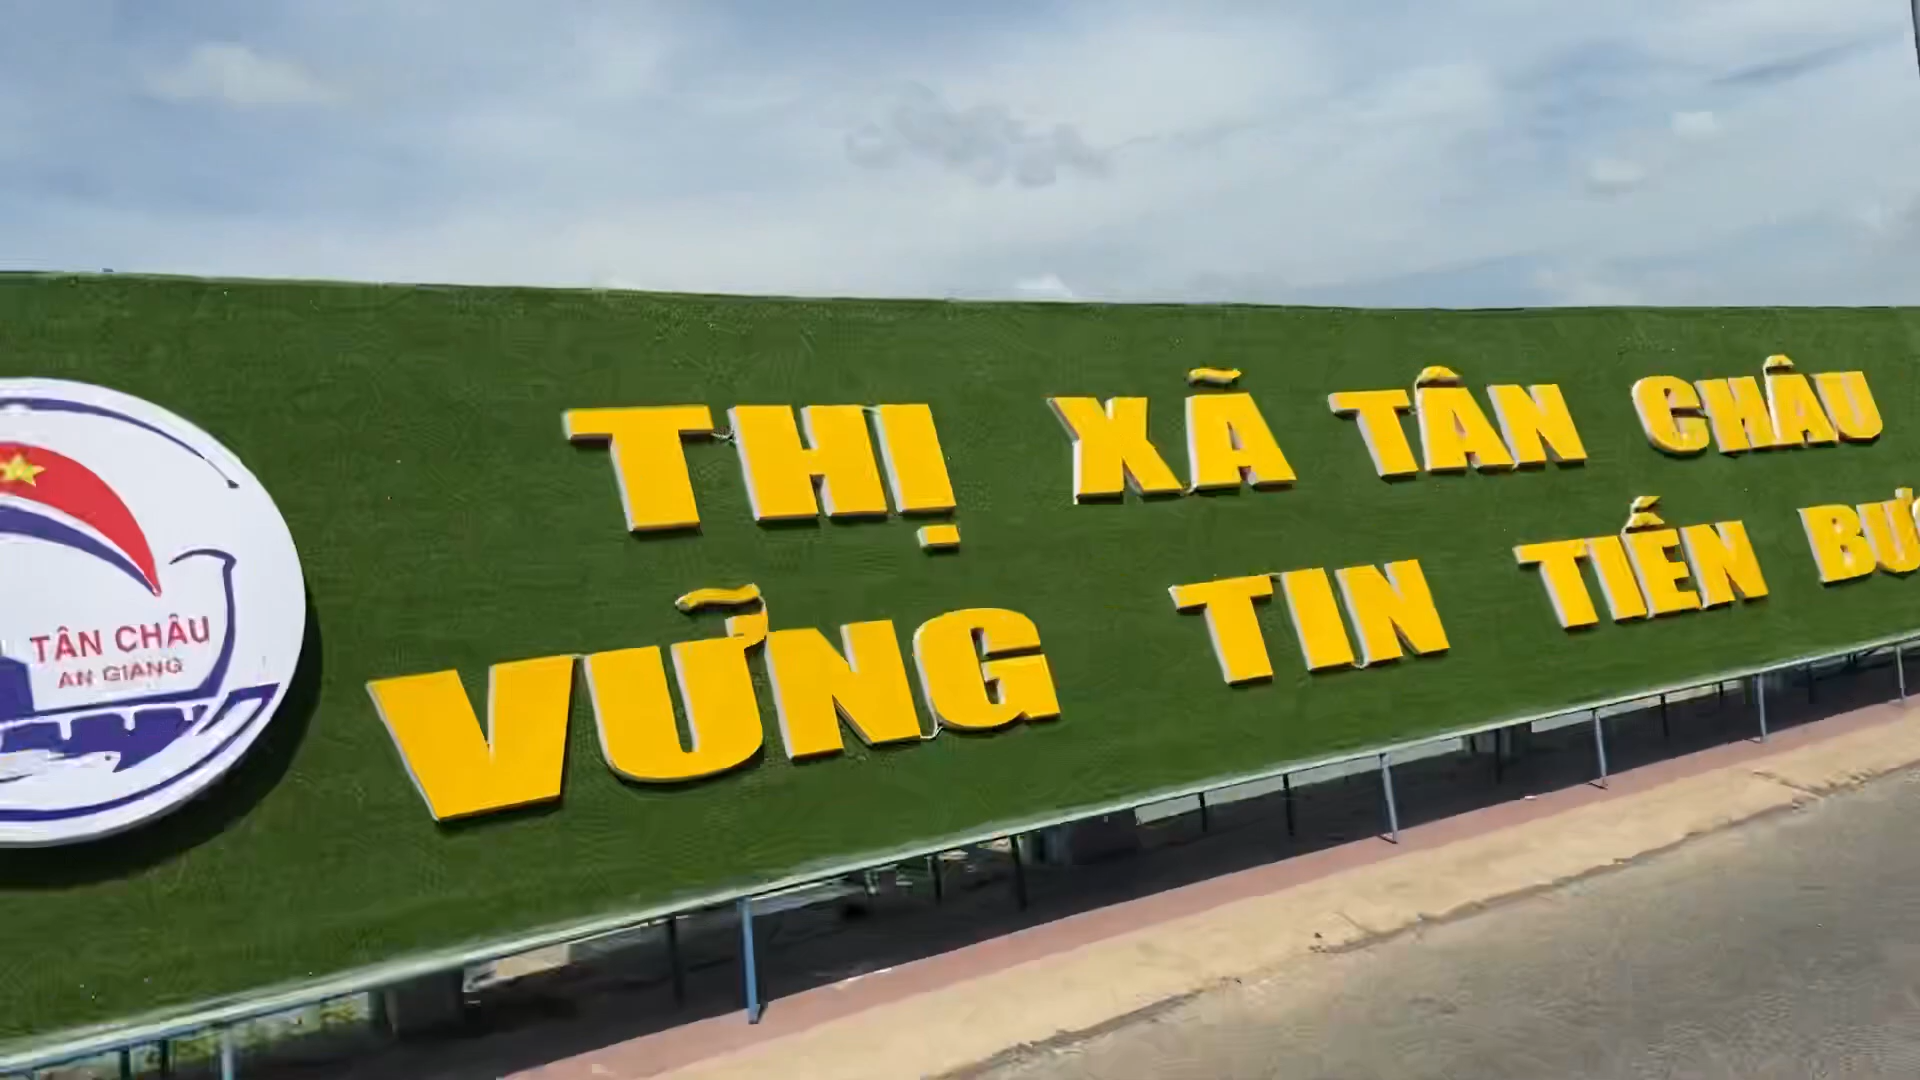 THỊ XÃ TÂN CHÂU
VỮNG TIN TIẾN
TÂN CHÂU
AN GIANG